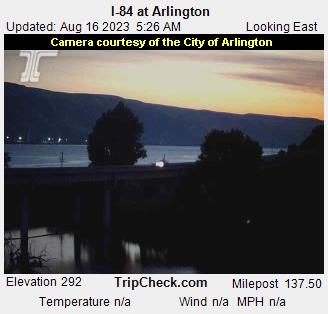 I-84 at Arlington
Updated: Aug 16 2023 5:26 AM Looking East
Camera courtesy of the City of Arlington
Elevation 292 TripCheck.com Milepost 137.50
Temperature n/a Wind n/a MPH n/a